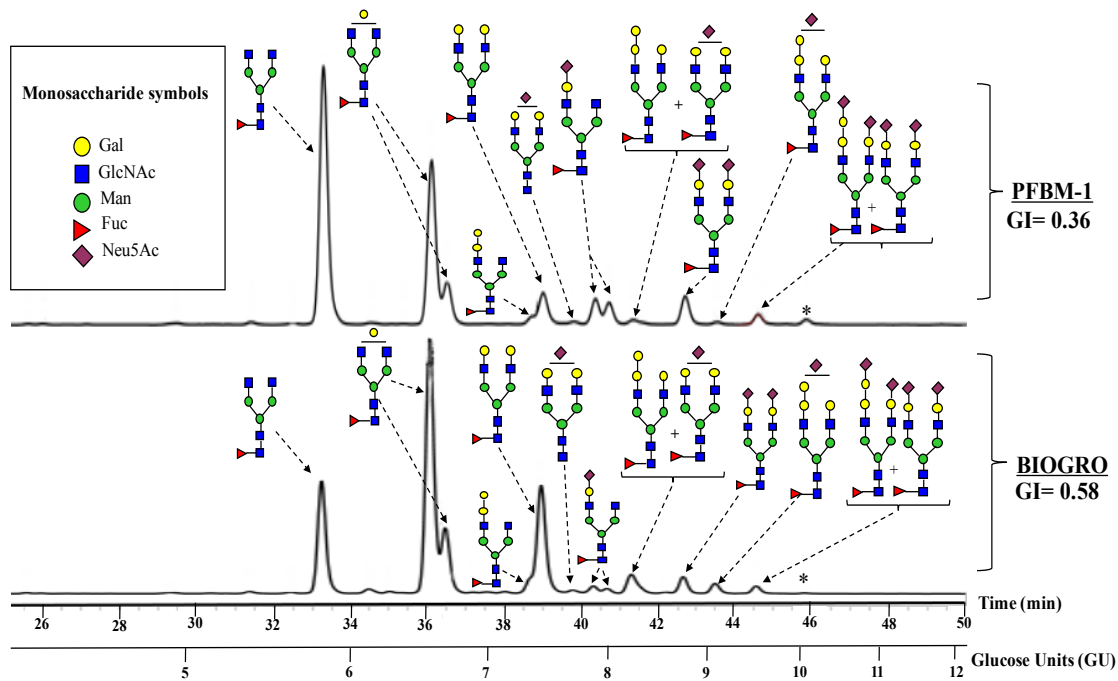 Monosaccharide symbols
Gal
GlcNAc
Man
Fuc
Neu5Ac
+
+
*
PFBM-1
GI= 0.36
+
+
*
BIOGRO
GI= 0.58
26 28 34 32 34 36 38 40 42 44 46 48 50
Time (min)
5 6 7 8 9 10 11 12
Glucose Units (GU)